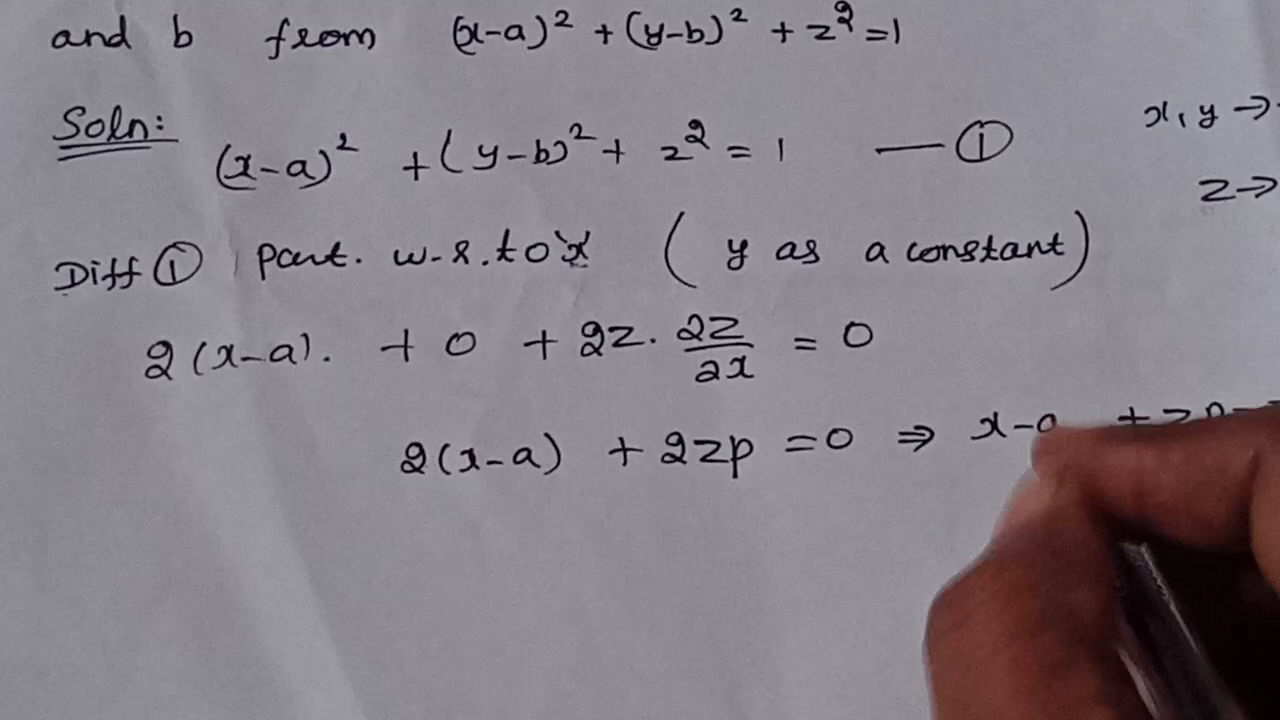 and b from (x-a)² + (y-b)² + z² = 1
Soln:
(x-a)² + (y-b)² + z² = 1 — ①
x, y →
z →
Diff ① part. w.r.to 'x' ( y as a constant)
2(x-a). + 0 + 2z. ∂z/∂x = 0
2(x-a) + 2zp = 0 ⇒ x-a + zp